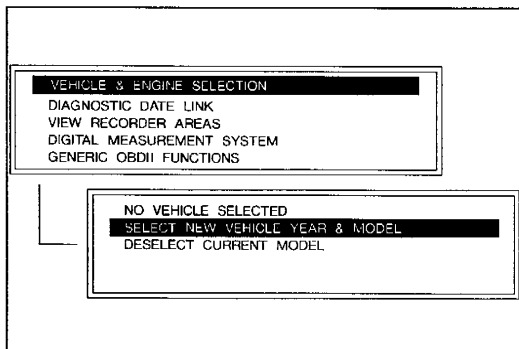 VEHICLE & ENGINE SELECTION
DIAGNOSTIC DATE LINK
VIEW RECORDER AREAS
DIGITAL MEASUREMENT SYSTEM
GENERIC OBDII FUNCTIONS
NO VEHICLE SELECTED
SELECT NEW VEHICLE YEAR & MODEL
DESELECT CURRENT MODEL